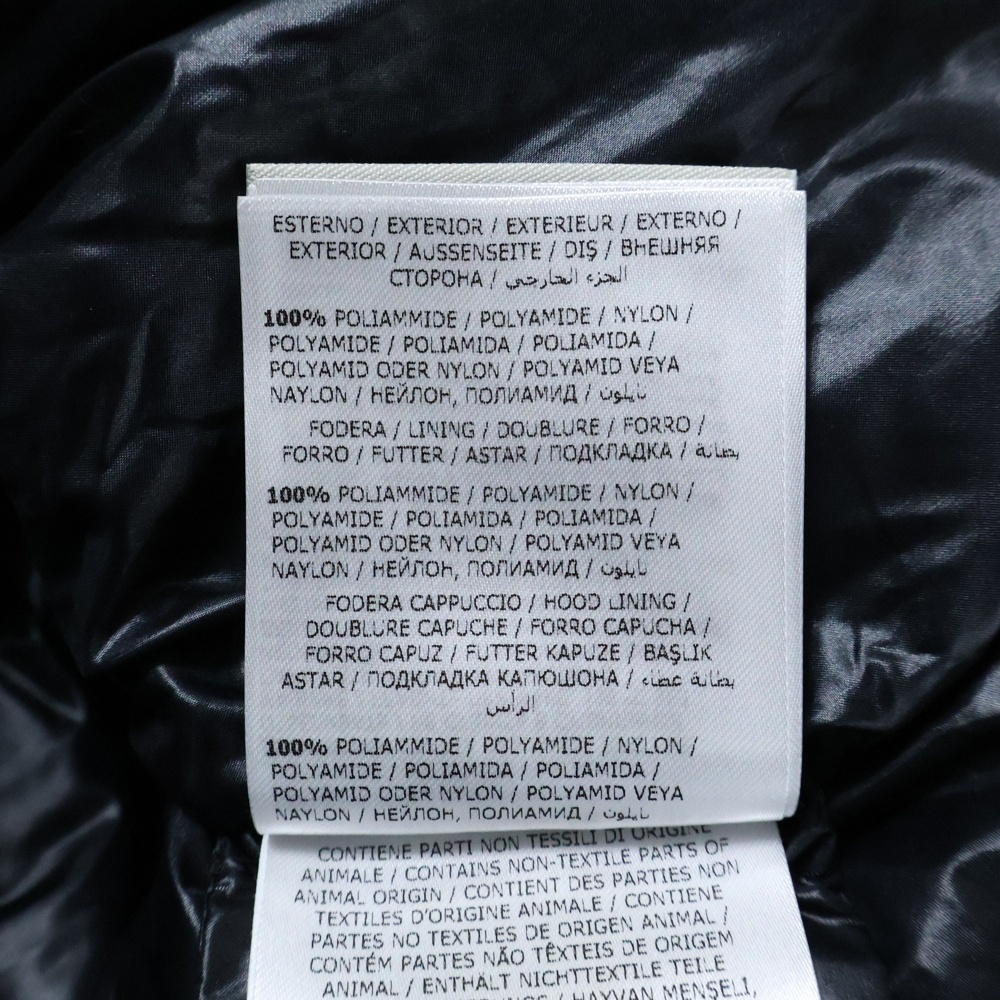 ESTERNO / EXTERIOR / EXTERIEUR / EXTERNO /
EXTERIOR / AUSSENSEITE / DIŞ / ВНЕШНЯЯ
СТОРОНА / الجزء الخارجي
100% POLIAMMIDE / POLYAMIDE / NYLON /
POLYAMIDE / POLIAMIDA / POLIAMIDA /
POLYAMID ODER NYLON / POLYAMID VEYA
NAYLON / НЕЙЛОН, ПОЛИАМИД / نايلون
FODERA / LINING / DOUBLURE / FORRO /
FORRO / FUTTER / ASTAR / ПОДКЛАДКА / بطانة
100% POLIAMMIDE / POLYAMIDE / NYLON /
POLYAMIDE / POLIAMIDA / POLIAMIDA /
POLYAMID ODER NYLON / POLYAMID VEYA
NAYLON / НЕЙЛОН, ПОЛИАМИД / نايلون
FODERA CAPPUCCIO / HOOD LINING /
DOUBLURE CAPUCHE / FORRO CAPUCHA /
FORRO CAPUZ / FUTTER KAPUZE / BAŞLIK
ASTAR / ПОДКЛАДКА КАПЮШОНА / بطانة غطاء
الرأس
100% POLIAMMIDE / POLYAMIDE / NYLON /
POLYAMIDE / POLIAMIDA / POLIAMIDA /
POLYAMID ODER NYLON / POLYAMID VEYA
NAYLON / НЕЙЛОН, ПОЛИАМИД / نايلون
CONTIENE PARTI NON TESSILI DI ORIGINE
ANIMALE / CONTAINS NON-TEXTILE PARTS OF
ANIMAL ORIGIN / CONTIENT DES PARTIES NON
TEXTILES D'ORIGINE ANIMALE / CONTIENE
PARTES NO TEXTILES DE ORIGEN ANIMAL /
CONTÉM PARTES NÃO TÊXTEIS DE ORIGEM
ANIMAL / ENTHÄLT NICHTTEXTILE TEILE
/ HAYVAN MENŞELİ,